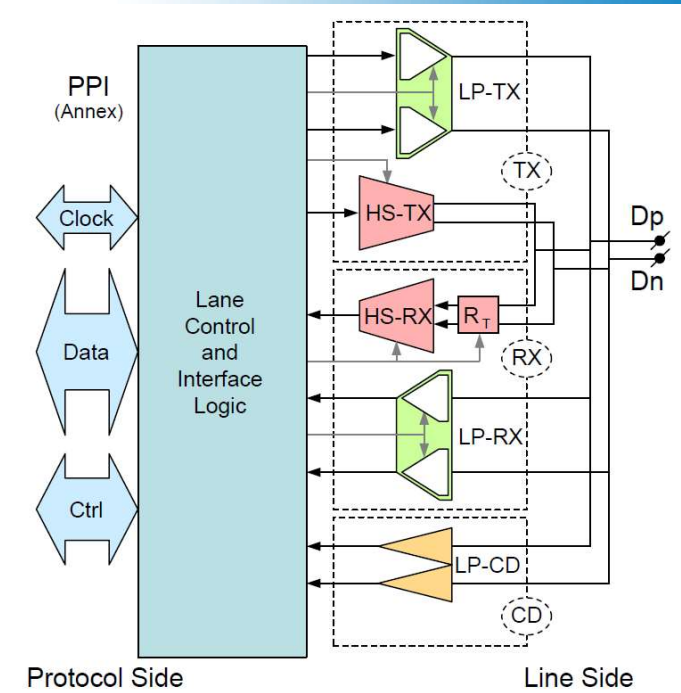 PPI
(Annex)
Clock
Data
Ctrl
Lane
Control
and
Interface
Logic
LP-TX
TX
HS-TX
Dp
Dn
HS-RX
RT
RX
LP-RX
LP-CD
CD
Protocol Side
Line Side